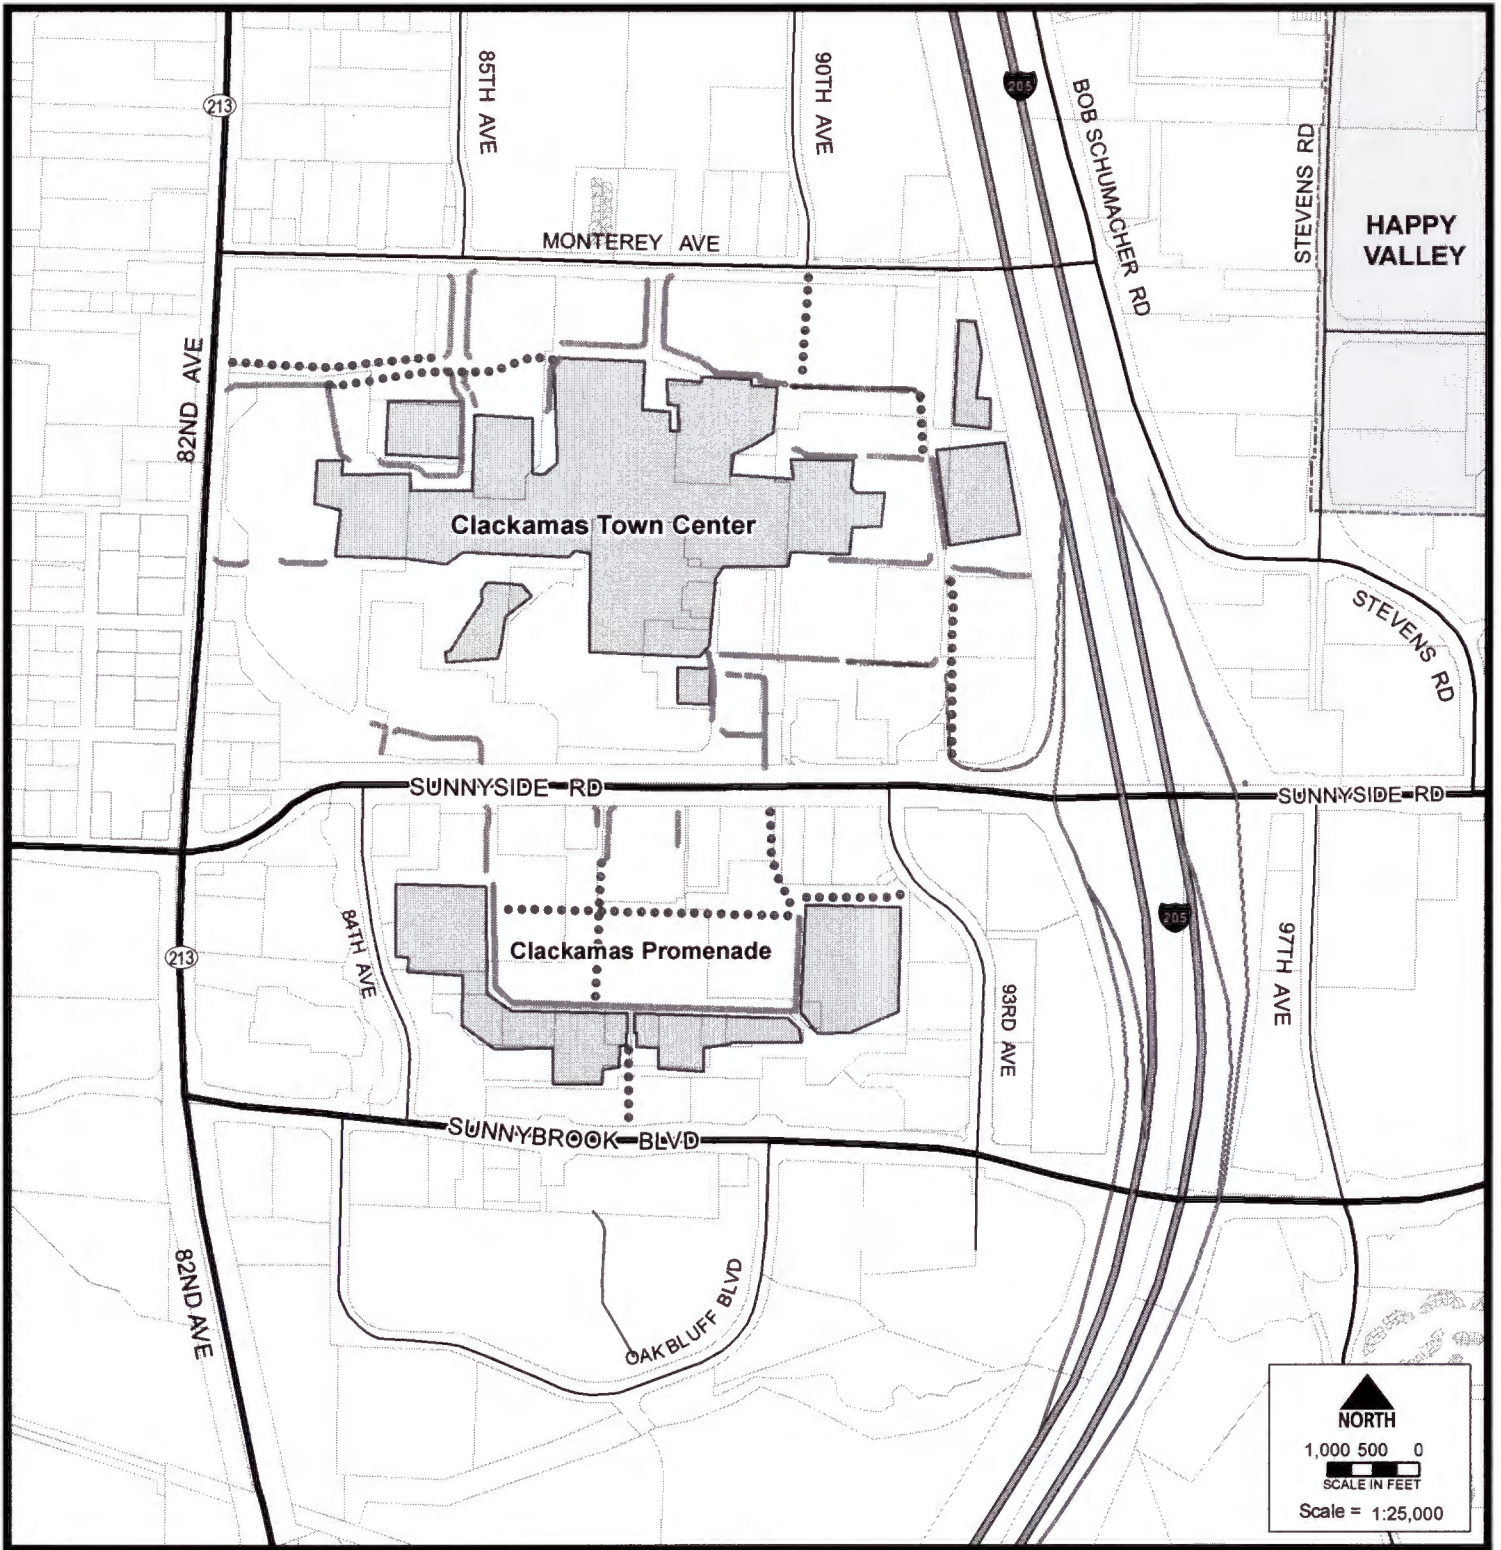 85TH AVE
90TH AVE
205
BOB SCHUMACHER RD
STEVENS RD
213
HAPPY
VALLEY
MONTEREY AVE
82ND AVE
Clackamas Town Center
STEVENS RD
SUNNYSIDE RD
SUNNYSIDE RD
84TH AVE
213
Clackamas Promenade
205
93RD AVE
97TH AVE
SUNNYBROOK BLVD
82ND AVE
OAK BLUFF BLVD
NORTH
1,000 500 0
SCALE IN FEET
Scale = 1:25,000